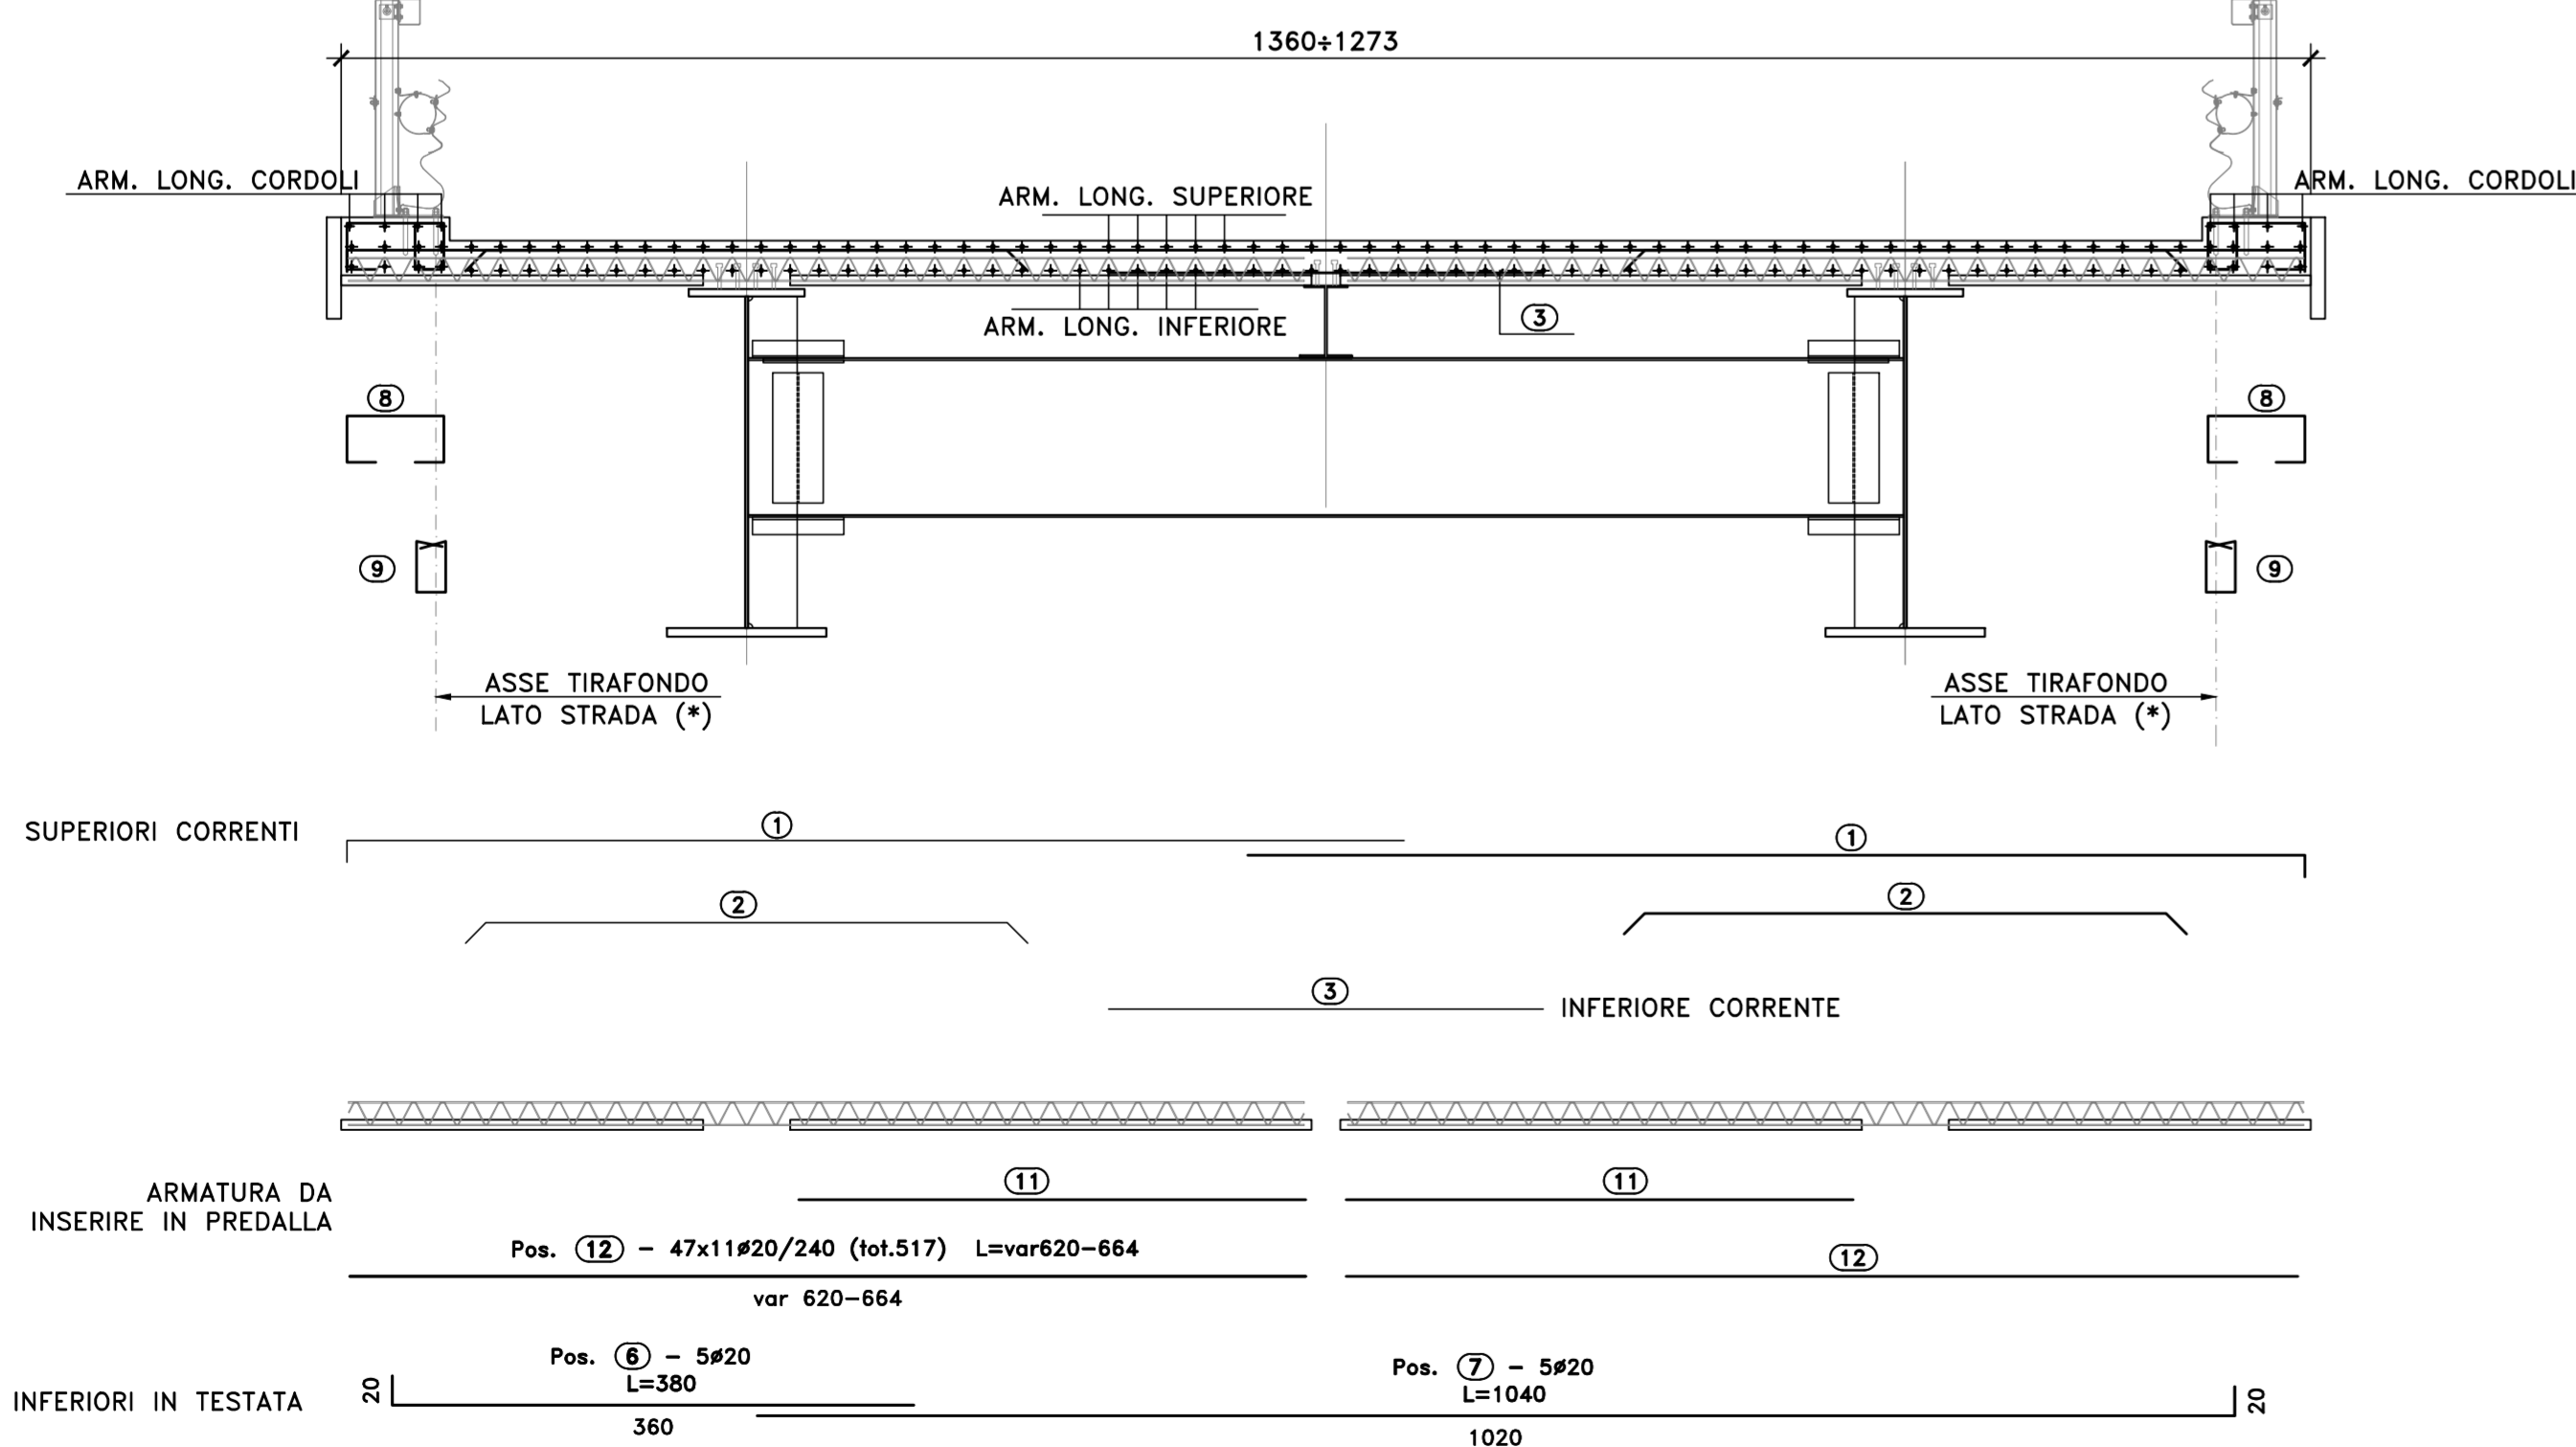 1360÷1273
ARM. LONG. CORDOLI
ARM. LONG. CORDOLI
ARM. LONG. SUPERIORE
ARM. LONG. INFERIORE
3
8
8
9
9
ASSE TIRAFONDO
LATO STRADA (*)
ASSE TIRAFONDO
LATO STRADA (*)
SUPERIORI CORRENTI
1
1
2
2
3
INFERIORE CORRENTE
11
11
ARMATURA DA
INSERIRE IN PREDALLA
Pos. 12 - 47x11ø20/240 (tot.517) L=var620-664
12
var 620-664
Pos. 6 - 5ø20
L=380
Pos. 7 - 5ø20
L=1040
INFERIORI IN TESTATA
20
20
360
1020